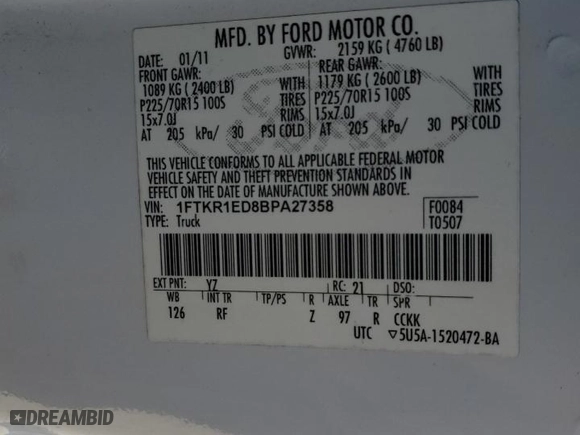 MFD. BY FORD MOTOR CO.
DATE: 01/11 GVWR: 2159 KG (4760 LB)
FRONT GAWR: REAR GAWR:
1089 KG (2400 LB) WITH 1179 KG (2600 LB) WITH
P225/70R15 100S TIRES P225/70R15 100S TIRES
15x7.0J RIMS 15x7.0J RIMS
AT 205 kPa/ 30 PSI COLD AT 205 kPa/ 30 PSI COLD
THIS VEHICLE CONFORMS TO ALL APPLICABLE FEDERAL MOTOR
VEHICLE SAFETY AND THEFT PREVENTION STANDARDS IN
EFFECT ON THE DATE OF MANUFACTURE SHOWN ABOVE.
VIN: 1FTKR1ED8BPA27358 F0084
TYPE: Truck T0507
EXT PNT: YZ RC: 21 DSO:
WB INT TR TP/PS R AXLE TR SPR
126 RF Z 97 R CCKK
UTC ▽5U5A-1520472-BA
DREAMBID